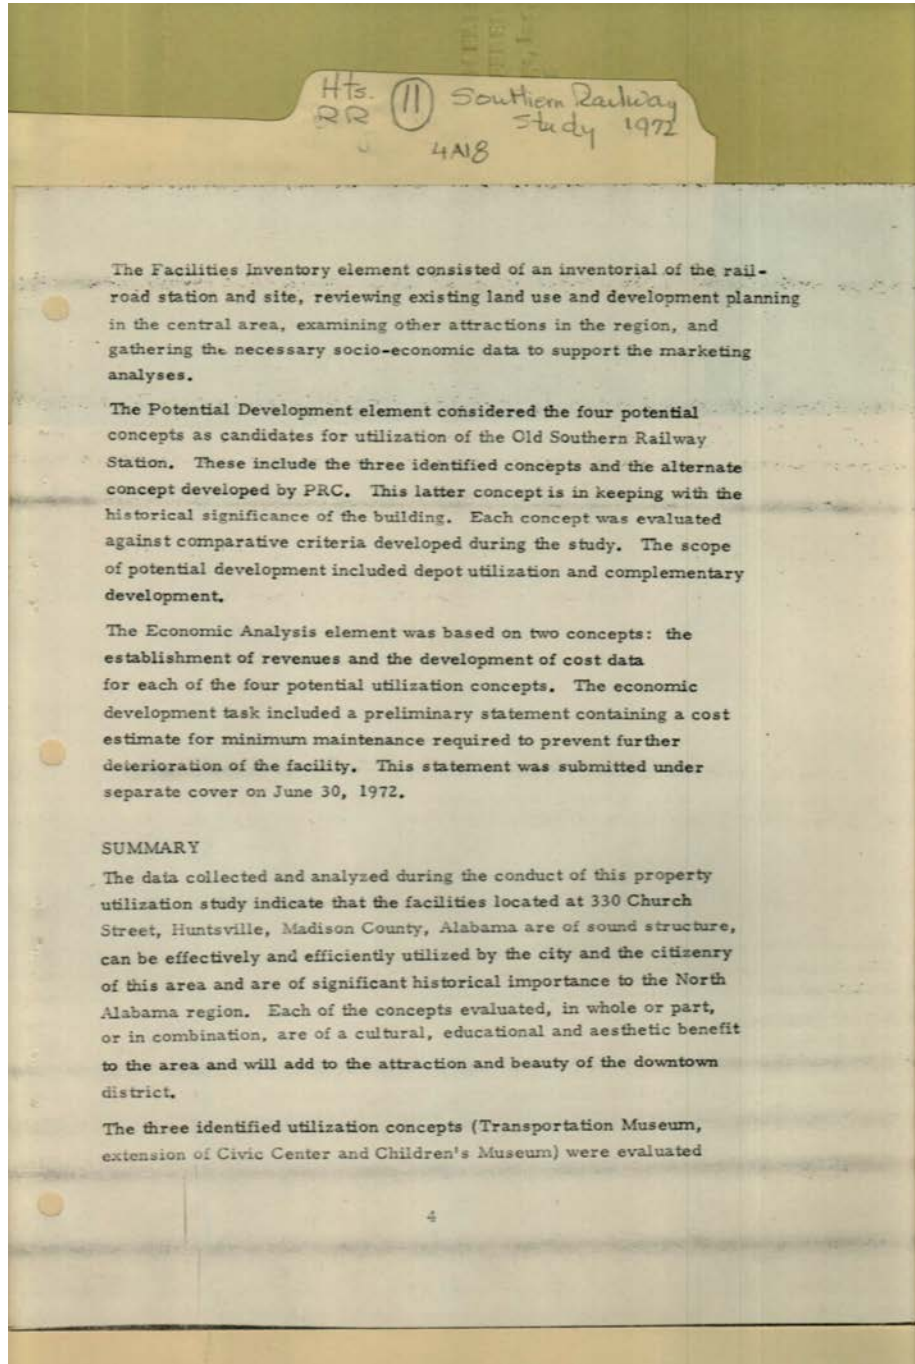 Hts. (11) Southern Railway
RR Study 1972
4A18
The Facilities Inventory element consisted of an inventorial of the rail-
road station and site, reviewing existing land use and development planning
in the central area, examining other attractions in the region, and
gathering the necessary socio-economic data to support the marketing
analyses.
The Potential Development element considered the four potential
concepts as candidates for utilization of the Old Southern Railway
Station. These include the three identified concepts and the alternate
concept developed by PRC. This latter concept is in keeping with the
historical significance of the building. Each concept was evaluated
against comparative criteria developed during the study. The scope
of potential development included depot utilization and complementary
development.
The Economic Analysis element was based on two concepts: the
establishment of revenues and the development of cost data
for each of the four potential utilization concepts. The economic
development task included a preliminary statement containing a cost
estimate for minimum maintenance required to prevent further
deterioration of the facility. This statement was submitted under
separate cover on June 30, 1972.
SUMMARY
The data collected and analyzed during the conduct of this property
utilization study indicate that the facilities located at 330 Church
Street, Huntsville, Madison County, Alabama are of sound structure,
can be effectively and efficiently utilized by the city and the citizenry
of this area and are of significant historical importance to the North
Alabama region. Each of the concepts evaluated, in whole or part,
or in combination, are of a cultural, educational and aesthetic benefit
to the area and will add to the attraction and beauty of the downtown
district.
The three identified utilization concepts (Transportation Museum,
extension of Civic Center and Children's Museum) were evaluated
4